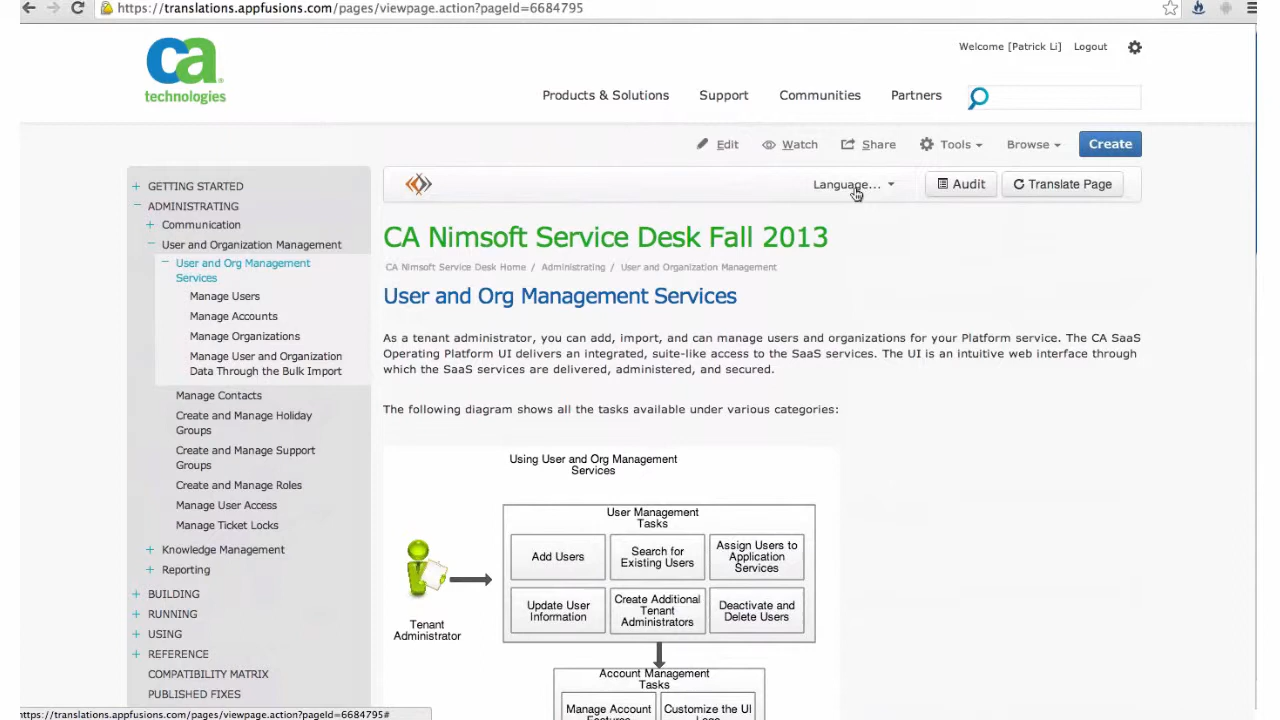 https://translations.appfusions.com/pages/viewpage.action?pageId=6684795
ca
technologies
Welcome [Patrick Li] Logout
Products & Solutions Support Communities Partners
Edit Watch Share Tools Browse Create
Language... Audit Translate Page
+ GETTING STARTED
− ADMINISTRATING
+ Communication
− User and Organization Management
− User and Org Management
Services
Manage Users
Manage Accounts
Manage Organizations
Manage User and Organization
Data Through the Bulk Import
Manage Contacts
Create and Manage Holiday
Groups
Create and Manage Support
Groups
Create and Manage Roles
Manage User Access
Manage Ticket Locks
+ Knowledge Management
+ Reporting
+ BUILDING
+ RUNNING
+ USING
+ REFERENCE
COMPATIBILITY MATRIX
PUBLISHED FIXES
CA Nimsoft Service Desk Fall 2013
CA Nimsoft Service Desk Home / Administrating / User and Organization Management
User and Org Management Services
As a tenant administrator, you can add, import, and can manage users and organizations for your Platform service. The CA SaaS
Operating Platform UI delivers an integrated, suite-like access to the SaaS services. The UI is an intuitive web interface through
which the SaaS services are delivered, administered, and secured.
The following diagram shows all the tasks available under various categories:
Using User and Org Management
Services
User Management
Tasks
Add Users
Search for
Existing Users
Assign Users to
Application
Services
Update User
Information
Create Additional
Tenant
Administrators
Deactivate and
Delete Users
Tenant
Administrator
Account Management
Tasks
Manage Account
Customize the UI
https://translations.appfusions.com/pages/viewpage.action?pageId=6684795#